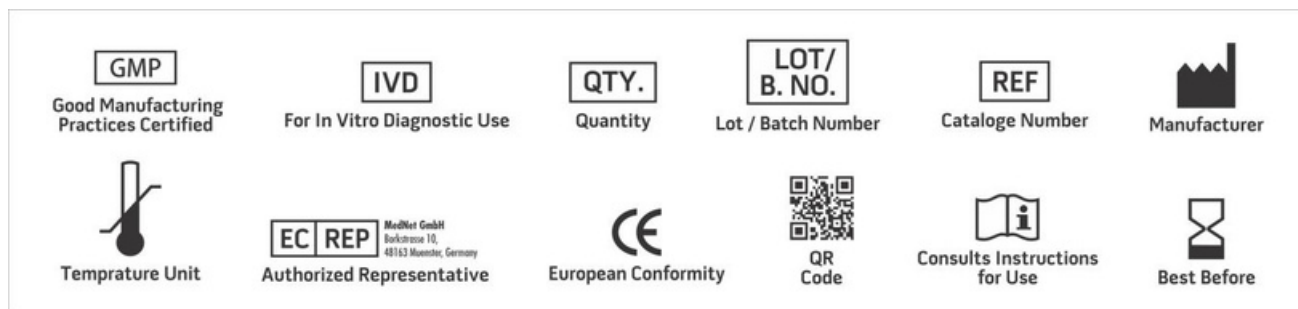 GMP
Good Manufacturing
Practices Certified
IVD
For In Vitro Diagnostic Use
QTY.
Quantity
LOT/
B. NO.
Lot / Batch Number
REF
Cataloge Number
Manufacturer
Temprature Unit
EC REP
MedNet GmbH
Borkstrasse 10,
48163 Muenster, Germany
Authorized Representative
CE
European Conformity
QR
Code
i
Consults Instructions
for Use
Best Before